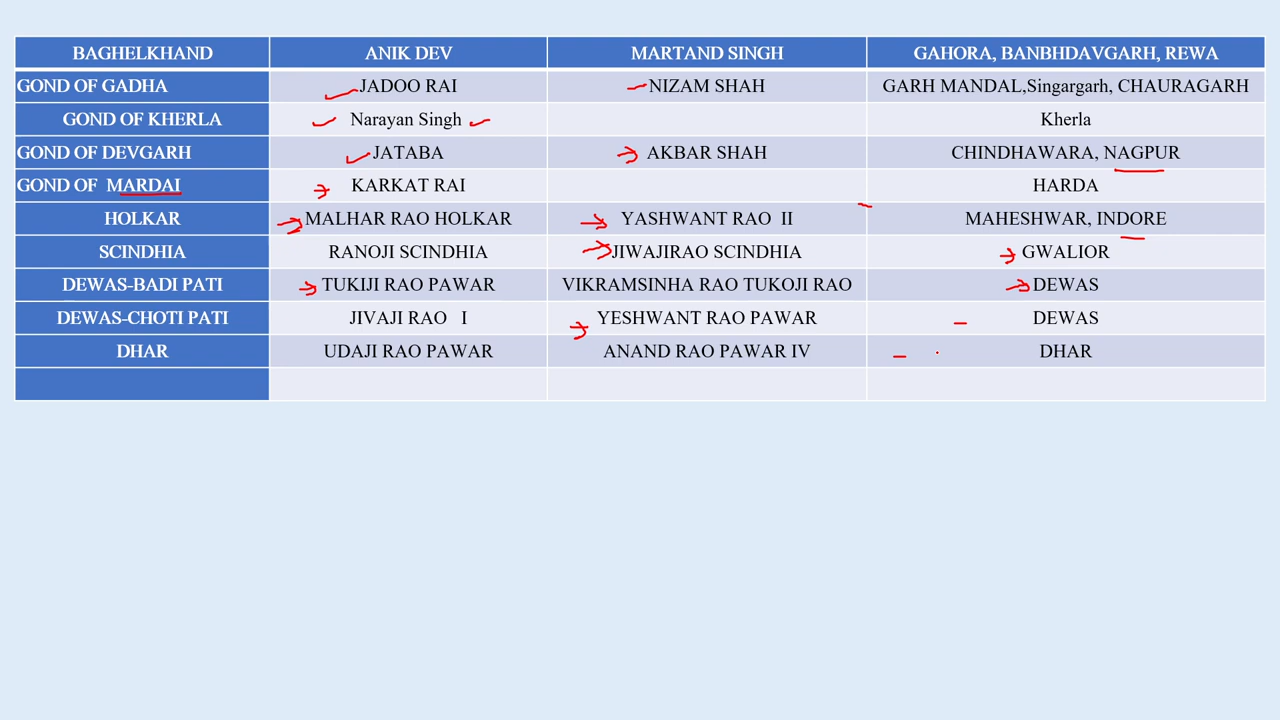 BAGHELKHAND ANIK DEV MARTAND SINGH GAHORA, BANBHDAVGARH, REWA
GOND OF GADHA JADOO RAI NIZAM SHAH GARH MANDAL,Singargarh, CHAURAGARH
GOND OF KHERLA Narayan Singh Kherla
GOND OF DEVGARH JATABA AKBAR SHAH CHINDHAWARA, NAGPUR
GOND OF MARDAI KARKAT RAI HARDA
HOLKAR MALHAR RAO HOLKAR YASHWANT RAO II MAHESHWAR, INDORE
SCINDHIA RANOJI SCINDHIA JIWAJIRAO SCINDHIA GWALIOR
DEWAS-BADI PATI TUKIJI RAO PAWAR VIKRAMSINHA RAO TUKOJI RAO DEWAS
DEWAS-CHOTI PATI JIVAJI RAO I YESHWANT RAO PAWAR DEWAS
DHAR UDAJI RAO PAWAR ANAND RAO PAWAR IV DHAR